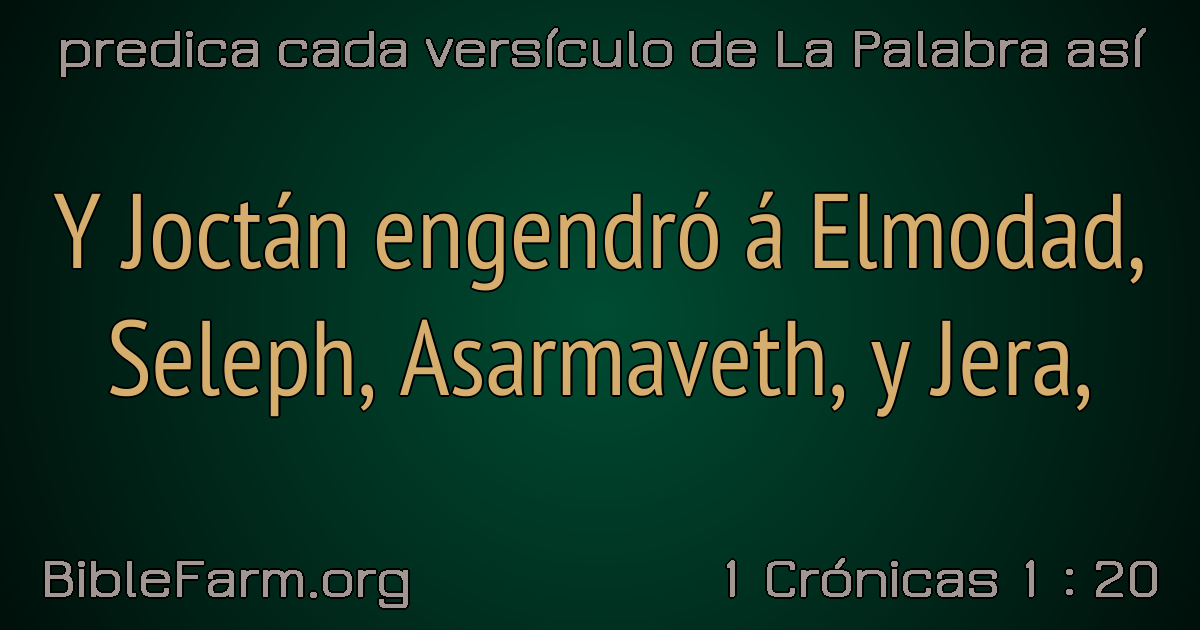 predica cada versículo de La Palabra así
Y Joctán engendró á Elmodad,
Seleph, Asarmaveth, y Jera,
BibleFarm.org
1 Crónicas 1 : 20